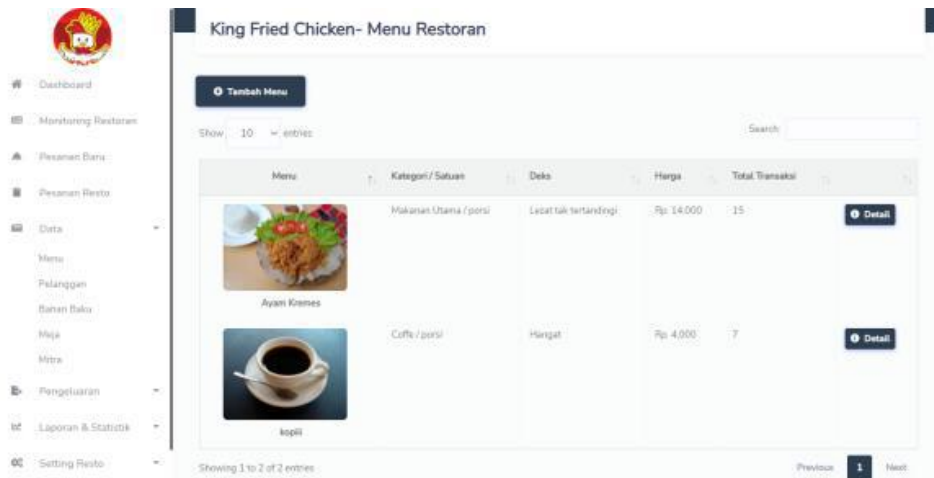 King Fried Chicken- Menu Restoran
Dashboard
Monitoring Restoran
Pesanan Baru
Pesanan Resto
Data
Menu
Pelanggan
Bahan Baku
Meja
Mitra
Pengeluaran
Laporan & Statistik
Setting Resto
Tambah Menu
Show 10 entries
Search:
Menu Kategori / Satuan Deks Harga Total Transaksi
Makanan Utama / porsi Lezat tak tertandingi Rp. 14,000 15 Detail
Ayam Kremes
Coffe / porsi Hangat Rp. 4,000 7 Detail
kopiii
Showing 1 to 2 of 2 entries
Previous 1 Next